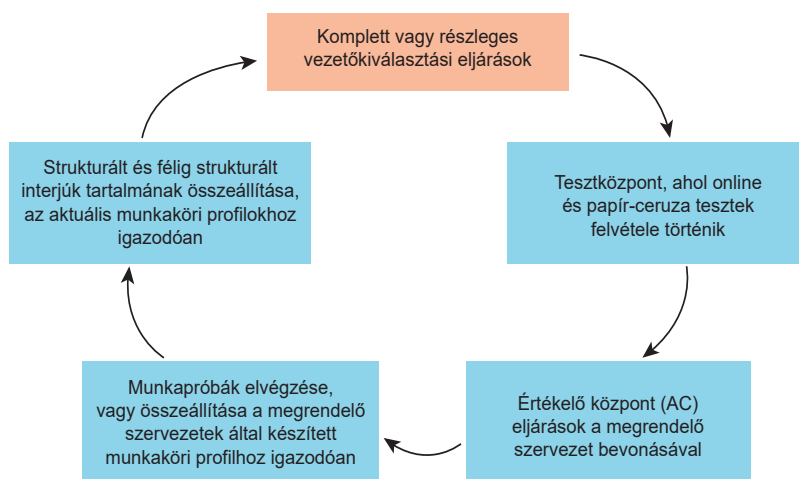 Komplett vagy részleges
vezetőkiválasztási eljárások
Tesztközpont, ahol online
és papír-ceruza tesztek
felvétele történik
Értékelő központ (AC)
eljárások a megrendelő
szervezet bevonásával
Munkapróbák elvégzése,
vagy összeállítása a megrendelő
szervezetek által készített
munkaköri profilhoz igazodóan
Strukturált és félig strukturált
interjúk tartalmának összeállítása,
az aktuális munkaköri profilokhoz
igazodóan